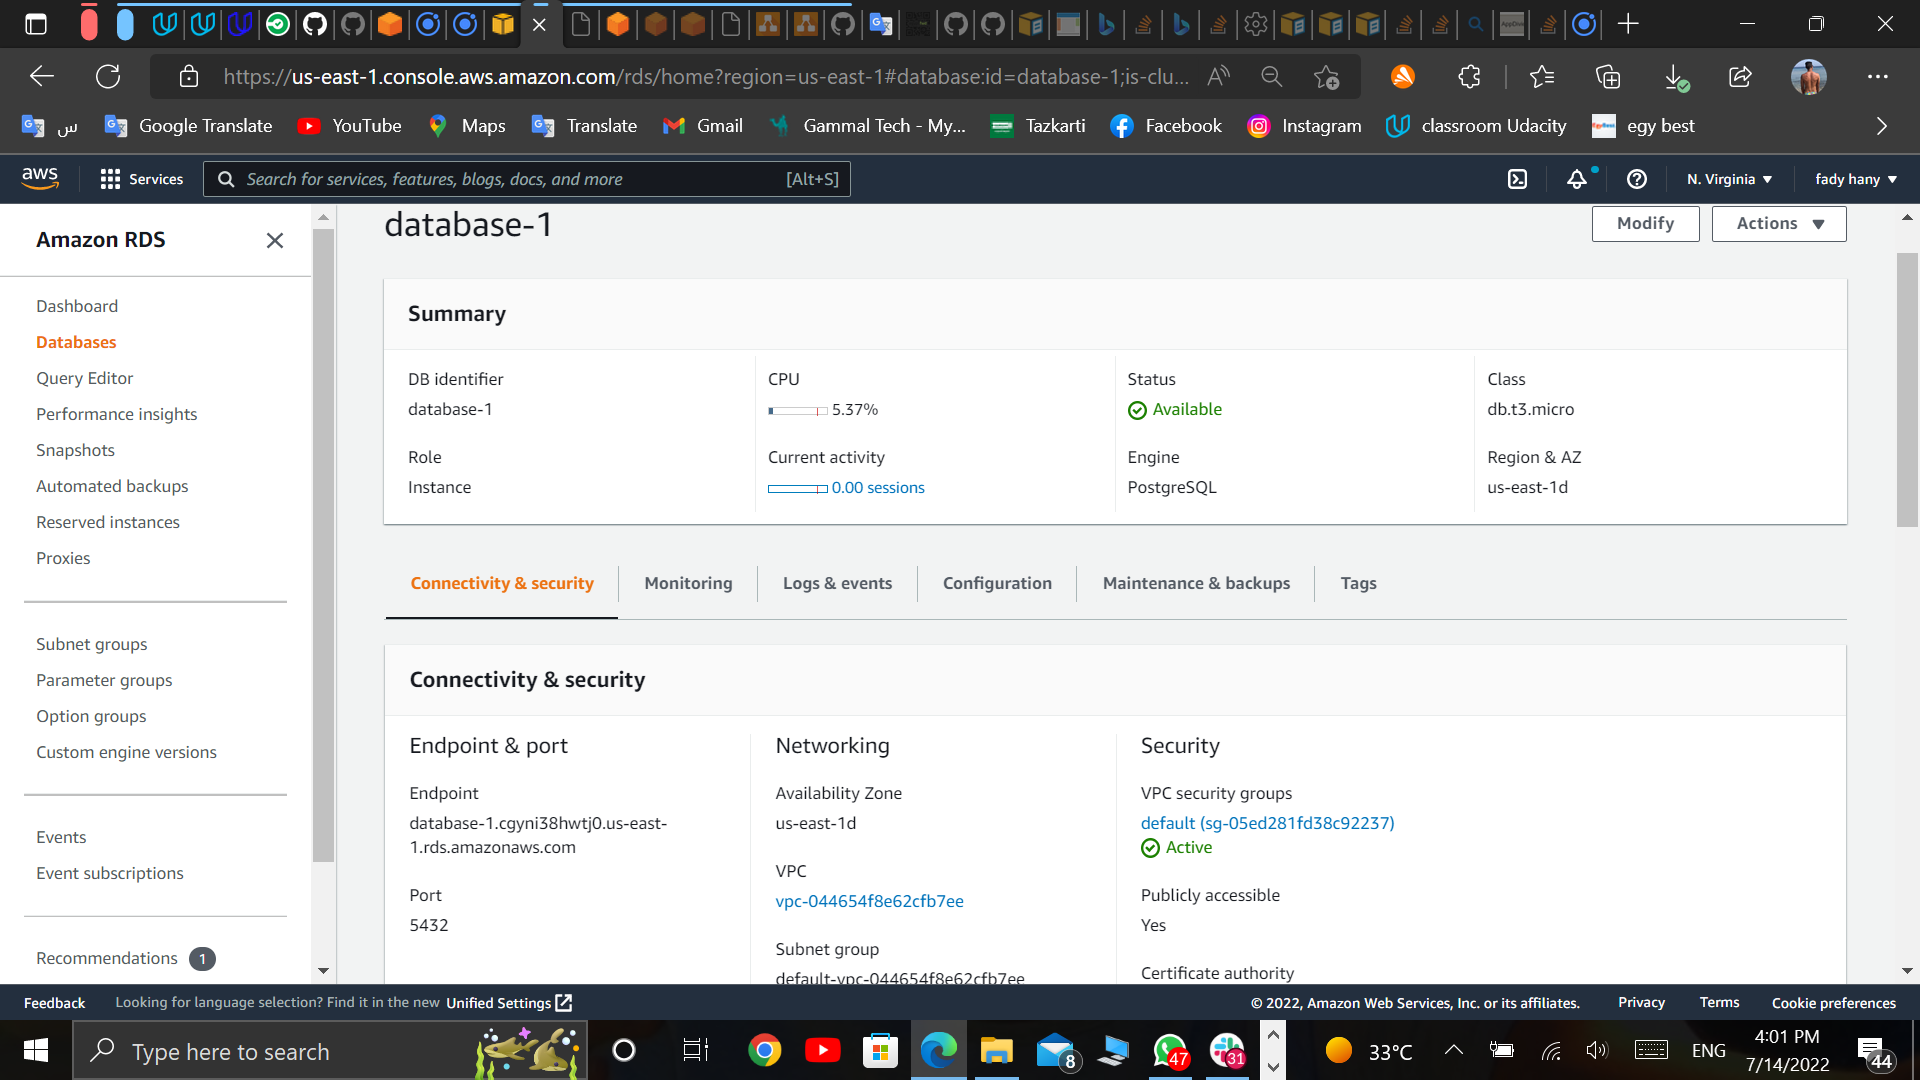 https://us-east-1.console.aws.amazon.com/rds/home?region=us-east-1#database:id=database-1;is-clu...
س
Google Translate
YouTube
Maps
Translate
Gmail
Gammal Tech - My...
Tazkarti
Facebook
Instagram
classroom Udacity
egy best
aws
Services
Search for services, features, blogs, docs, and more
[Alt+S]
N. Virginia
fady hany
Amazon RDS
Dashboard
Databases
Query Editor
Performance insights
Snapshots
Automated backups
Reserved instances
Proxies
Subnet groups
Parameter groups
Option groups
Custom engine versions
Events
Event subscriptions
Recommendations 1
database-1
Modify
Actions
Summary
DB identifier
database-1
CPU
5.37%
Status
Available
Class
db.t3.micro
Role
Instance
Current activity
0.00 sessions
Engine
PostgreSQL
Region & AZ
us-east-1d
Connectivity & security
Monitoring
Logs & events
Configuration
Maintenance & backups
Tags
Connectivity & security
Endpoint & port
Endpoint
database-1.cgyni38hwtj0.us-east-
1.rds.amazonaws.com
Port
5432
Networking
Availability Zone
us-east-1d
VPC
vpc-044654f8e62cfb7ee
Subnet group
default-vpc-044654f8e62cfb7ee
Security
VPC security groups
default (sg-05ed281fd38c92237)
Active
Publicly accessible
Yes
Certificate authority
Feedback
Looking for language selection? Find it in the new Unified Settings
© 2022, Amazon Web Services, Inc. or its affiliates.
Privacy
Terms
Cookie preferences
Type here to search
8
47
31
33°C
ENG
4:01 PM
7/14/2022
44